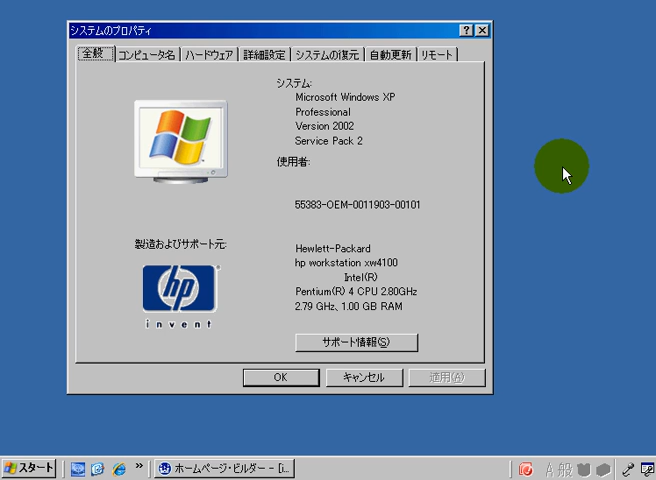 システムのプロパティ
全般
コンピュータ名
ハードウェア
詳細設定
システムの復元
自動更新
リモート
システム:
Microsoft Windows XP
Professional
Version 2002
Service Pack 2
使用者:
55383-OEM-0011903-00101
製造およびサポート元:
hp
invent
Hewlett-Packard
hp workstation xw4100
Intel(R)
Pentium(R) 4 CPU 2.80GHz
2.79 GHz、1.00 GB RAM
サポート情報(S)
OK
キャンセル
適用(A)
スタート
ホームページ・ビルダー - [i...
A 般